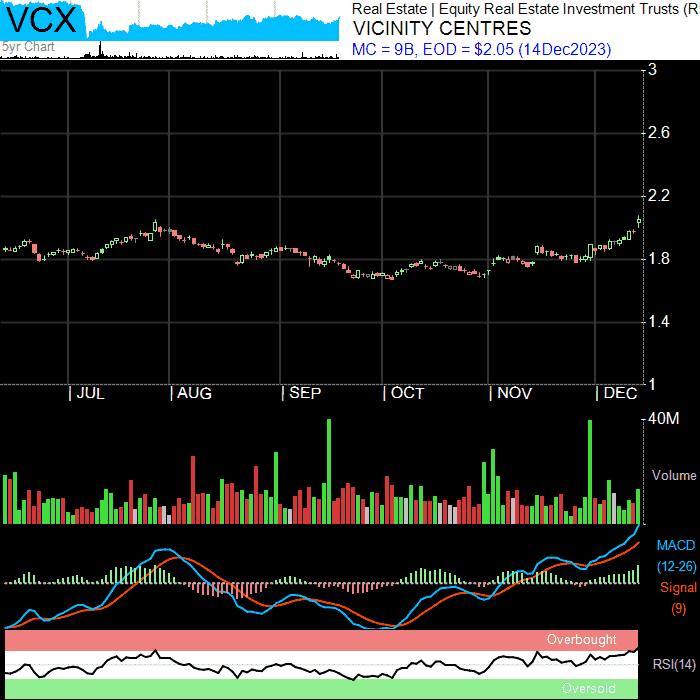 VCX
5yr Chart
Real Estate | Equity Real Estate Investment Trusts (R
VICINITY CENTRES
MC = 9B, EOD = $2.05 (14Dec2023)
3
2.6
2.2
1.8
1.4
1
| JUL | AUG | SEP | OCT | NOV | DEC
40M
Volume
MACD
(12-26)
Signal
(9)
Overbought
RSI(14)
Oversold